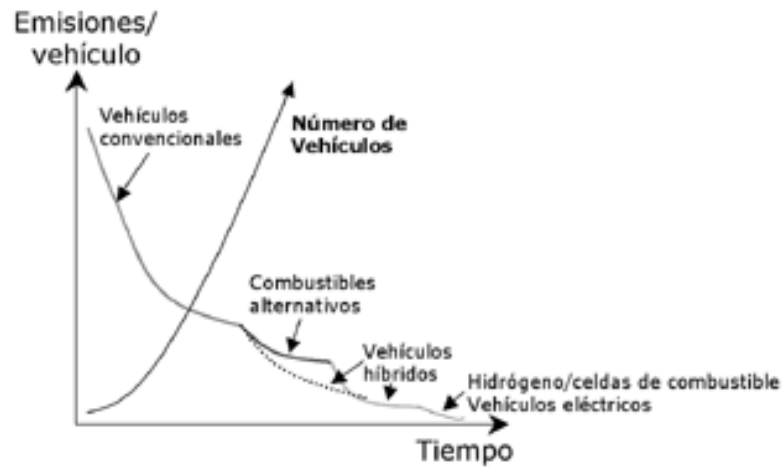 Emisiones/
vehículo
Vehículos
convencionales
Número de
Vehículos
Combustibles
alternativos
Vehículos
híbridos
Hidrógeno/celdas de combustible
Vehículos eléctricos
Tiempo